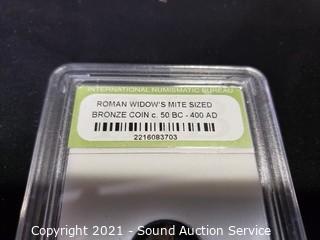 INTERNATIONAL NUMISMATIC BUREAU
ROMAN WIDOW'S MITE SIZED
BRONZE COIN c. 50 BC - 400 AD
2216083703
Copyright 2021 - Sound Auction Service